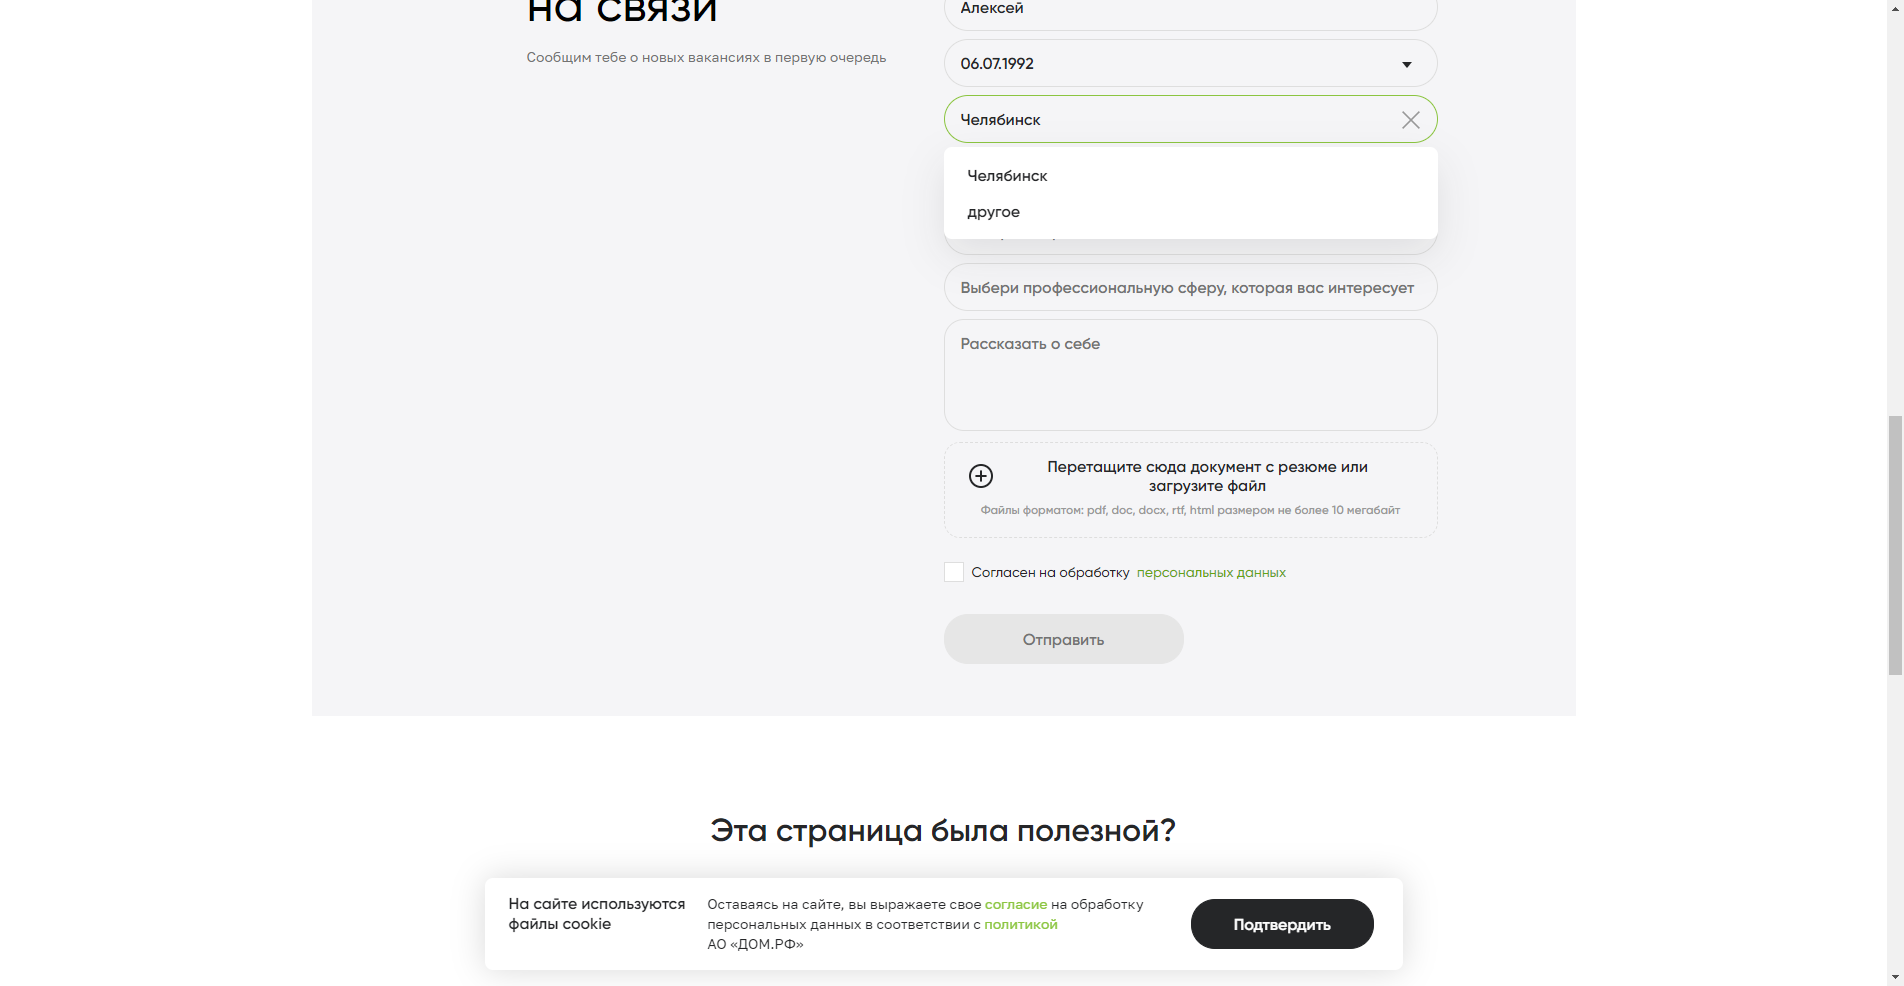 на связи
Сообщим тебе о новых вакансиях в первую очередь
Алексей
06.07.1992
Челябинск
Челябинск
другое
Выбери профессиональную сферу, которая вас интересует
Рассказать о себе
Перетащите сюда документ с резюме или
загрузите файл
Файлы форматом: pdf, doc, docx, rtf, html размером не более 10 мегабайт
Согласен на обработку персональных данных
Отправить
Эта страница была полезной?
На сайте используются
файлы cookie
Оставаясь на сайте, вы выражаете свое согласие на обработку
персональных данных в соответствии с политикой
АО «ДОМ.РФ»
Подтвердить